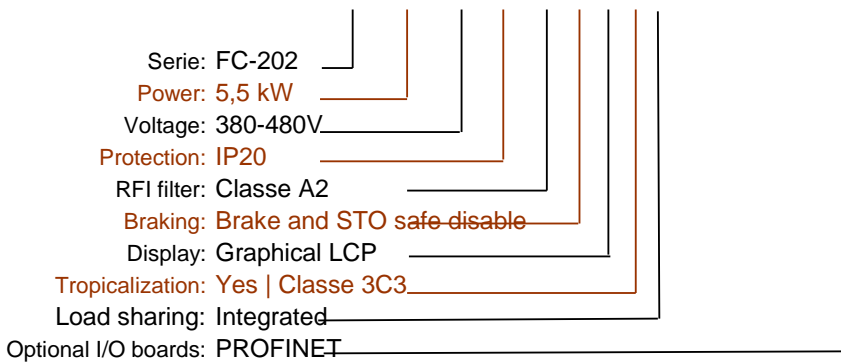 Serie: FC-202
Power: 5,5 kW
Voltage: 380-480V
Protection: IP20
RFI filter: Classe A2
Braking: Brake and STO safe disable
Display: Graphical LCP
Tropicalization: Yes | Classe 3C3
Load sharing: Integrated
Optional I/O boards: PROFINET